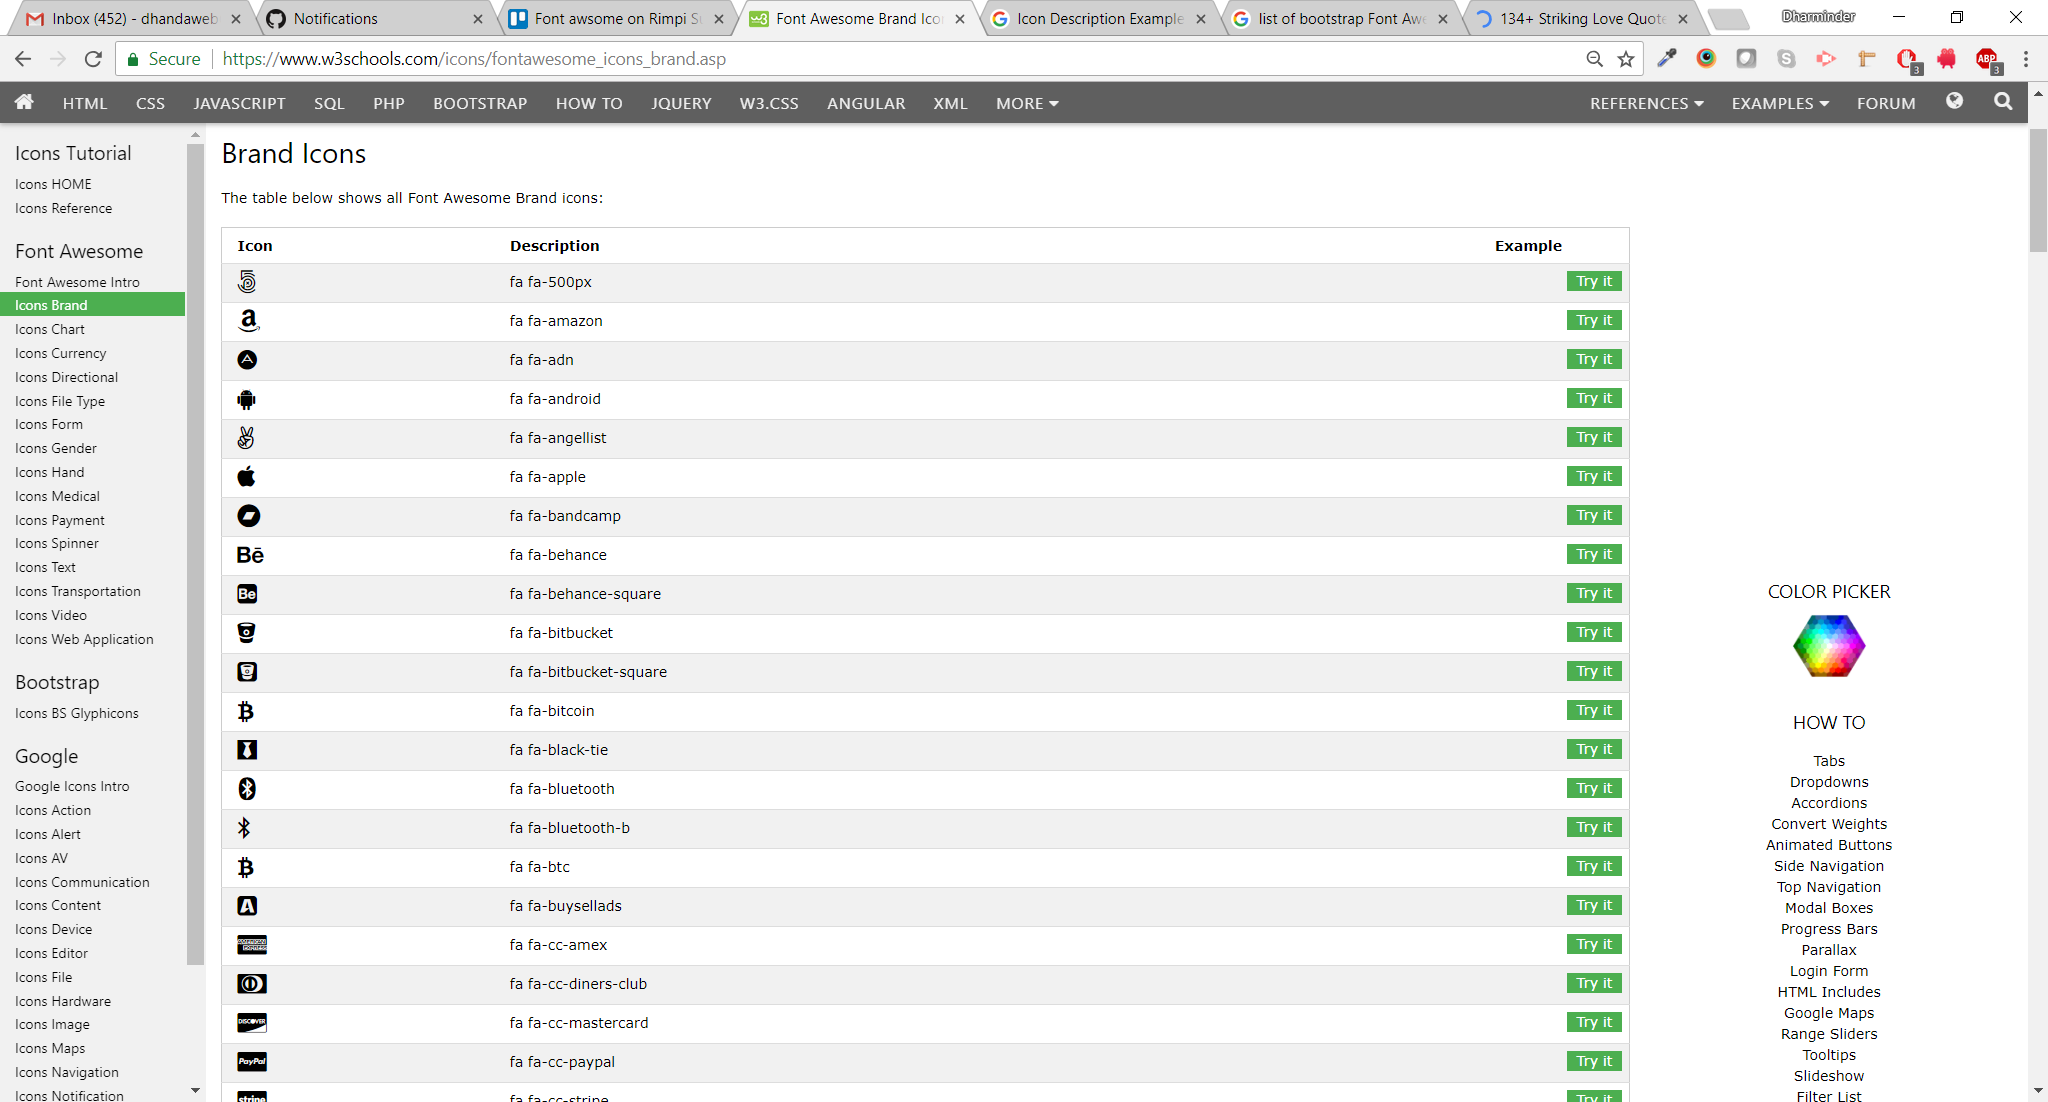 Inbox (452) - dhandaweb
Notifications
Font awsome on Rimpi S
Font Awesome Brand Ico
Icon Description Example
list of bootstrap Font Aw
134+ Striking Love Quote
Dharminder
Secure
https://www.w3schools.com/icons/fontawesome_icons_brand.asp
3
ABP
3
HTML CSS JAVASCRIPT SQL PHP BOOTSTRAP HOW TO JQUERY W3.CSS ANGULAR XML MORE REFERENCES EXAMPLES FORUM
Icons Tutorial
Icons HOME
Icons Reference
Font Awesome
Font Awesome Intro
Icons Brand
Icons Chart
Icons Currency
Icons Directional
Icons File Type
Icons Form
Icons Gender
Icons Hand
Icons Medical
Icons Payment
Icons Spinner
Icons Text
Icons Transportation
Icons Video
Icons Web Application
Bootstrap
Icons BS Glyphicons
Google
Google Icons Intro
Icons Action
Icons Alert
Icons AV
Icons Communication
Icons Content
Icons Device
Icons Editor
Icons File
Icons Hardware
Icons Image
Icons Maps
Icons Navigation
Icons Notification
Brand Icons
The table below shows all Font Awesome Brand icons:
Icon Description Example
fa fa-500px Try it
a fa fa-amazon Try it
fa fa-adn Try it
fa fa-android Try it
fa fa-angellist Try it
fa fa-apple Try it
fa fa-bandcamp Try it
Bē fa fa-behance Try it
Be fa fa-behance-square Try it
fa fa-bitbucket Try it
fa fa-bitbucket-square Try it
fa fa-bitcoin Try it
fa fa-black-tie Try it
fa fa-bluetooth Try it
fa fa-bluetooth-b Try it
fa fa-btc Try it
fa fa-buysellads Try it
fa fa-cc-amex Try it
fa fa-cc-diners-club Try it
DISCOVER fa fa-cc-mastercard Try it
PayPal fa fa-cc-paypal Try it
stripe fa fa-cc-stripe Try it
COLOR PICKER
HOW TO
Tabs
Dropdowns
Accordions
Convert Weights
Animated Buttons
Side Navigation
Top Navigation
Modal Boxes
Progress Bars
Parallax
Login Form
HTML Includes
Google Maps
Range Sliders
Tooltips
Slideshow
Filter List